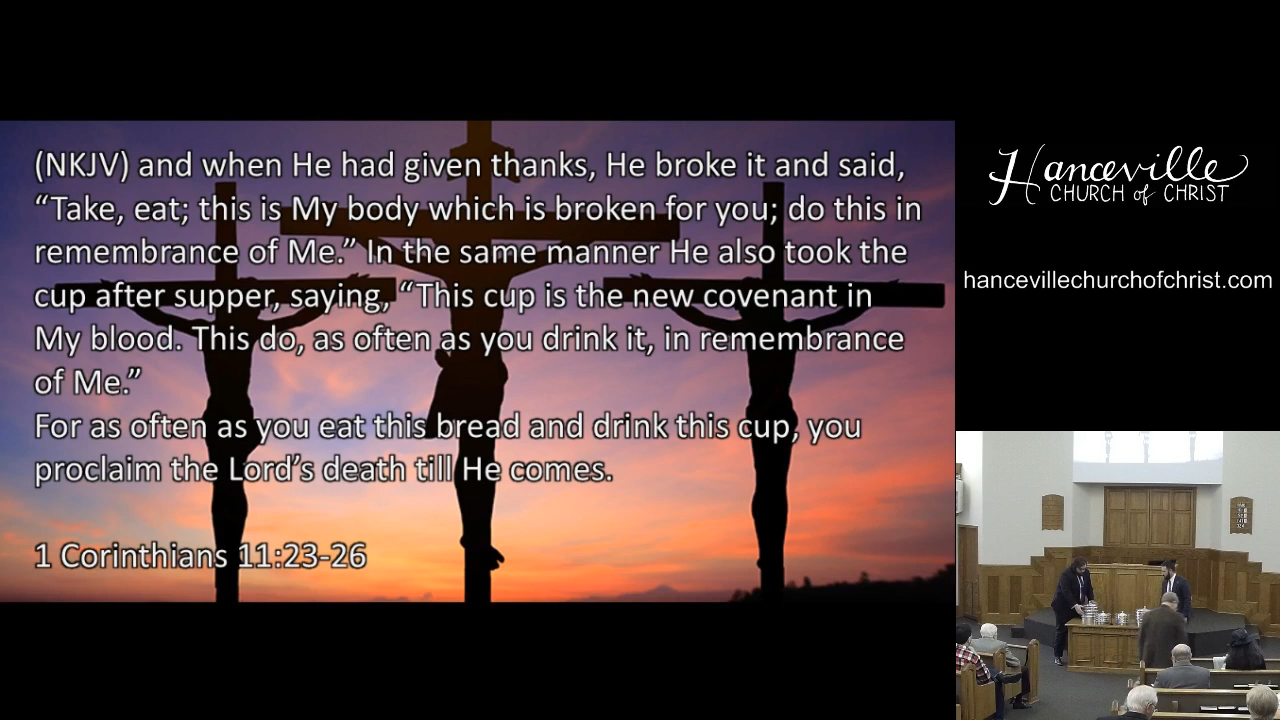 (NKJV) and when He had given thanks, He broke it and said,
“Take, eat; this is My body which is broken for you; do this in
remembrance of Me.” In the same manner He also took the
cup after supper, saying, “This cup is the new covenant in
My blood. This do, as often as you drink it, in remembrance
of Me.”
For as often as you eat this bread and drink this cup, you
proclaim the Lord’s death till He comes.
1 Corinthians 11:23-26
Hanceville
CHURCH of CHRIST
hancevillechurchofchrist.com